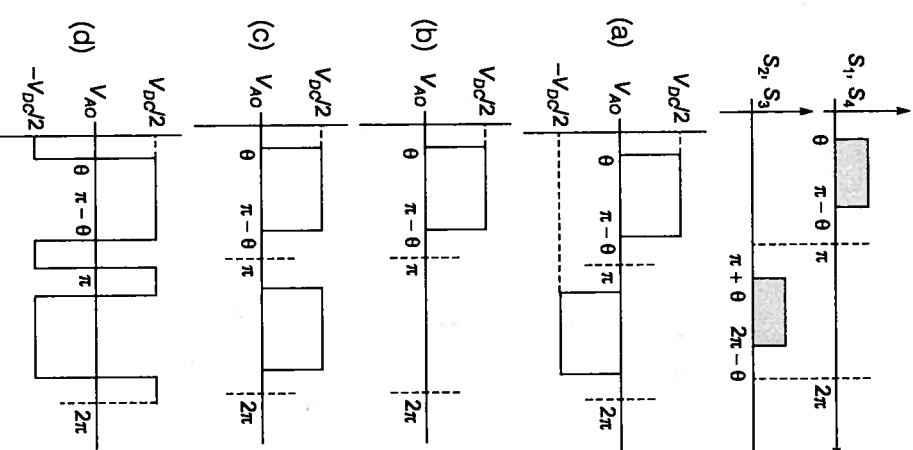 S₁, S₄
θ π − θ π 2π
S₂, S₃
π + θ 2π − θ
V_DC/2
(a) V_AO
θ π − θ π 2π
−V_DC/2
V_DC/2
(b) V_AO
θ π − θ π 2π
V_DC/2
(c) V_AO
θ π − θ π 2π
V_DC/2
(d) V_AO
θ π − θ π 2π
−V_DC/2